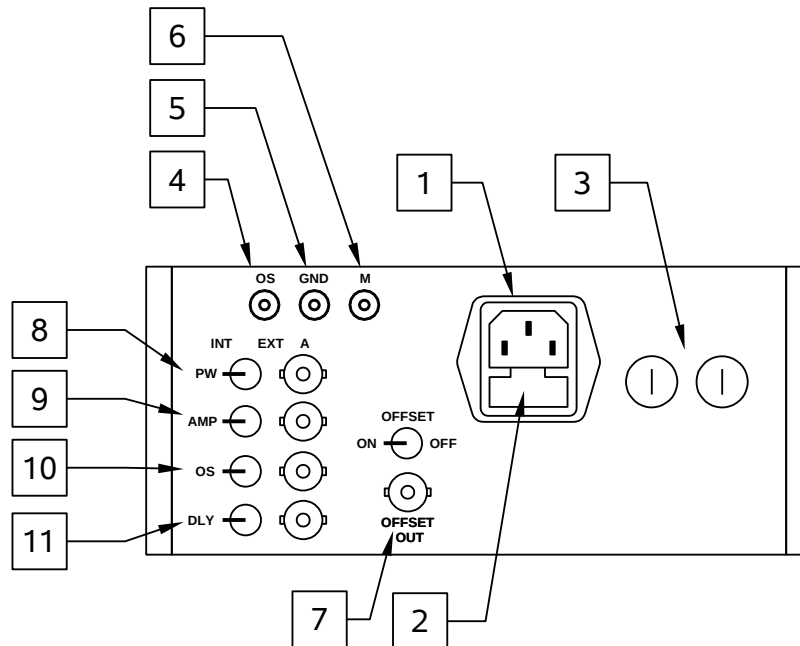 6
5
4
1
3
OS GND M
8
INT EXT A
PW
9
AMP
OFFSET
ON OFF
10
OS
11
DLY
OFFSET
OUT
7
2